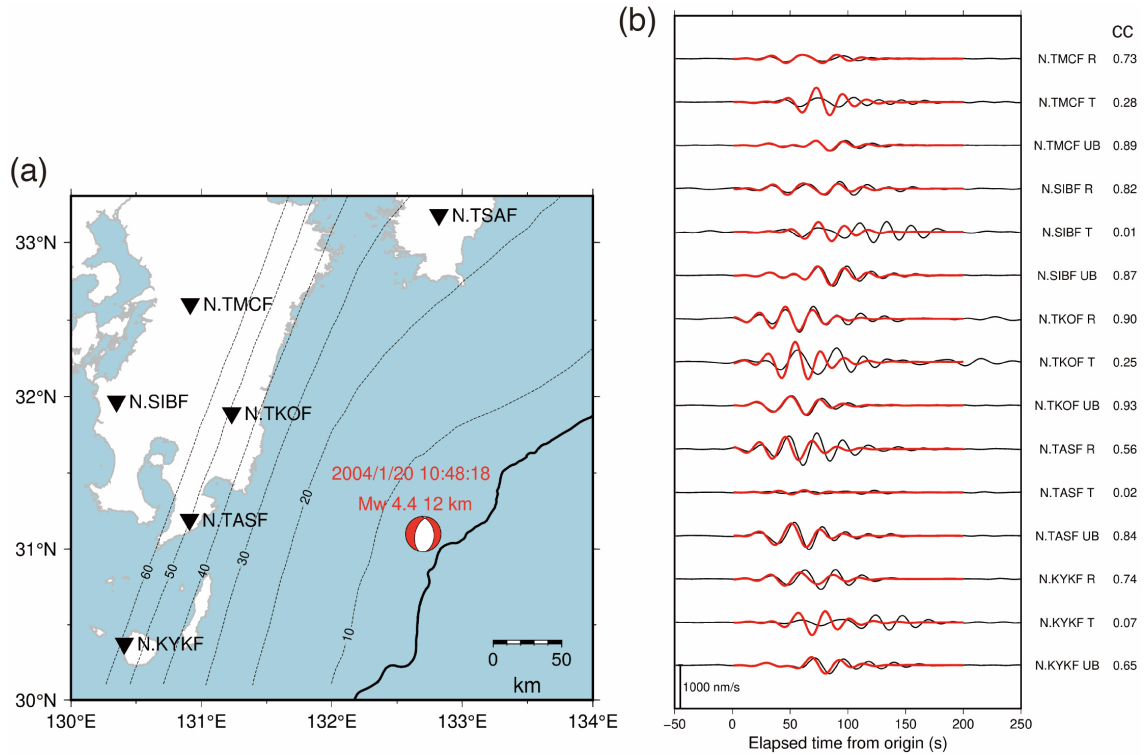 (a)
33°N
32°N
31°N
30°N
130°E
131°E
132°E
133°E
134°E
N.TSAF
N.TMCF
N.SIBF
N.TKOF
N.TASF
N.KYKF
2004/1/20 10:48:18
Mw 4.4 12 km
60
50
40
30
20
10
0 50
km
(b)
CC
N.TMCF R 0.73
N.TMCF T 0.28
N.TMCF UB 0.89
N.SIBF R 0.82
N.SIBF T 0.01
N.SIBF UB 0.87
N.TKOF R 0.90
N.TKOF T 0.25
N.TKOF UB 0.93
N.TASF R 0.56
N.TASF T 0.02
N.TASF UB 0.84
N.KYKF R 0.74
N.KYKF T 0.07
N.KYKF UB 0.65
1000 nm/s
−50 0 50 100 150 200 250
Elapsed time from origin (s)